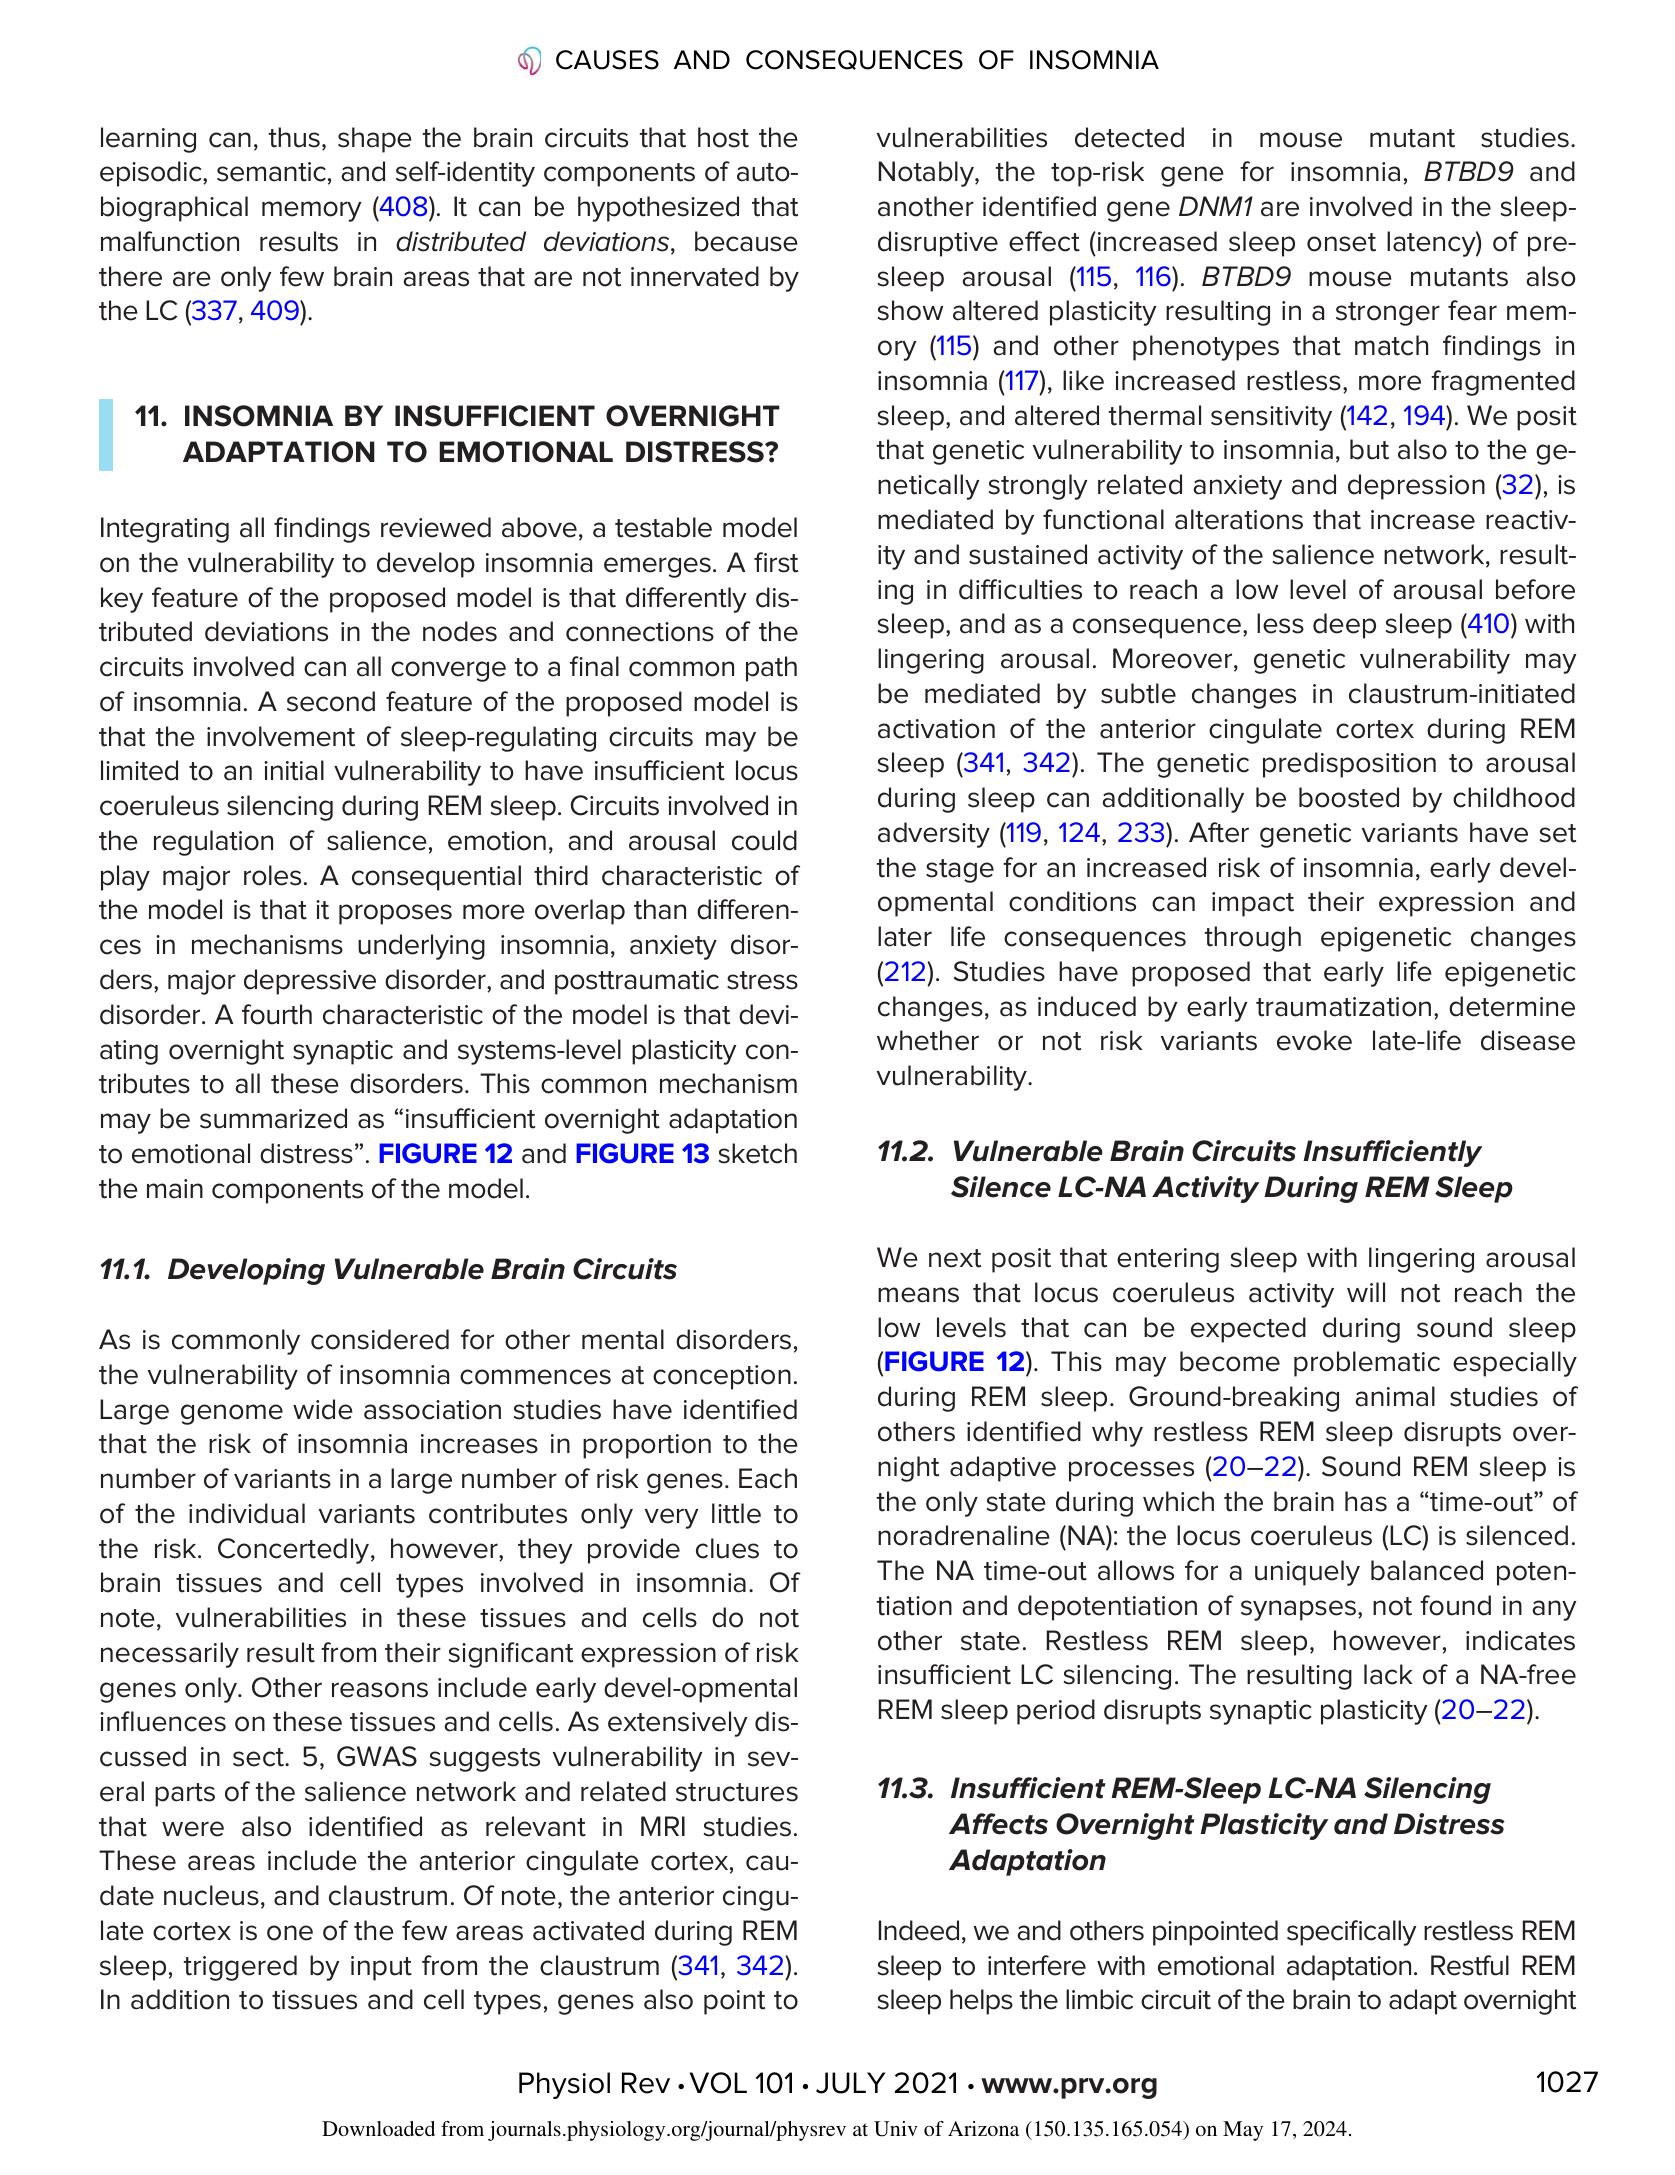 CAUSES AND CONSEQUENCES OF INSOMNIA
learning can, thus, shape the brain circuits that host the
episodic, semantic, and self-identity components of auto-
biographical memory (408). It can be hypothesized that
malfunction results in distributed deviations, because
there are only few brain areas that are not innervated by
the LC (337, 409).
11. INSOMNIA BY INSUFFICIENT OVERNIGHT
ADAPTATION TO EMOTIONAL DISTRESS?
Integrating all findings reviewed above, a testable model
on the vulnerability to develop insomnia emerges. A first
key feature of the proposed model is that differently dis-
tributed deviations in the nodes and connections of the
circuits involved can all converge to a final common path
of insomnia. A second feature of the proposed model is
that the involvement of sleep-regulating circuits may be
limited to an initial vulnerability to have insufficient locus
coeruleus silencing during REM sleep. Circuits involved in
the regulation of salience, emotion, and arousal could
play major roles. A consequential third characteristic of
the model is that it proposes more overlap than differen-
ces in mechanisms underlying insomnia, anxiety disor-
ders, major depressive disorder, and posttraumatic stress
disorder. A fourth characteristic of the model is that devi-
ating overnight synaptic and systems-level plasticity con-
tributes to all these disorders. This common mechanism
may be summarized as “insufficient overnight adaptation
to emotional distress”. FIGURE 12 and FIGURE 13 sketch
the main components of the model.
11.1. Developing Vulnerable Brain Circuits
As is commonly considered for other mental disorders,
the vulnerability of insomnia commences at conception.
Large genome wide association studies have identified
that the risk of insomnia increases in proportion to the
number of variants in a large number of risk genes. Each
of the individual variants contributes only very little to
the risk. Concertedly, however, they provide clues to
brain tissues and cell types involved in insomnia. Of
note, vulnerabilities in these tissues and cells do not
necessarily result from their significant expression of risk
genes only. Other reasons include early devel-opmental
influences on these tissues and cells. As extensively dis-
cussed in sect. 5, GWAS suggests vulnerability in sev-
eral parts of the salience network and related structures
that were also identified as relevant in MRI studies.
These areas include the anterior cingulate cortex, cau-
date nucleus, and claustrum. Of note, the anterior cingu-
late cortex is one of the few areas activated during REM
sleep, triggered by input from the claustrum (341, 342).
In addition to tissues and cell types, genes also point to
vulnerabilities detected in mouse mutant studies.
Notably, the top-risk gene for insomnia, BTBD9 and
another identified gene DNM1 are involved in the sleep-
disruptive effect (increased sleep onset latency) of pre-
sleep arousal (115, 116). BTBD9 mouse mutants also
show altered plasticity resulting in a stronger fear mem-
ory (115) and other phenotypes that match findings in
insomnia (117), like increased restless, more fragmented
sleep, and altered thermal sensitivity (142, 194). We posit
that genetic vulnerability to insomnia, but also to the ge-
netically strongly related anxiety and depression (32), is
mediated by functional alterations that increase reactiv-
ity and sustained activity of the salience network, result-
ing in difficulties to reach a low level of arousal before
sleep, and as a consequence, less deep sleep (410) with
lingering arousal. Moreover, genetic vulnerability may
be mediated by subtle changes in claustrum-initiated
activation of the anterior cingulate cortex during REM
sleep (341, 342). The genetic predisposition to arousal
during sleep can additionally be boosted by childhood
adversity (119, 124, 233). After genetic variants have set
the stage for an increased risk of insomnia, early devel-
opmental conditions can impact their expression and
later life consequences through epigenetic changes
(212). Studies have proposed that early life epigenetic
changes, as induced by early traumatization, determine
whether or not risk variants evoke late-life disease
vulnerability.
11.2. Vulnerable Brain Circuits Insufficiently
Silence LC-NA Activity During REM Sleep
We next posit that entering sleep with lingering arousal
means that locus coeruleus activity will not reach the
low levels that can be expected during sound sleep
(FIGURE 12). This may become problematic especially
during REM sleep. Ground-breaking animal studies of
others identified why restless REM sleep disrupts over-
night adaptive processes (20–22). Sound REM sleep is
the only state during which the brain has a “time-out” of
noradrenaline (NA): the locus coeruleus (LC) is silenced.
The NA time-out allows for a uniquely balanced poten-
tiation and depotentiation of synapses, not found in any
other state. Restless REM sleep, however, indicates
insufficient LC silencing. The resulting lack of a NA-free
REM sleep period disrupts synaptic plasticity (20–22).
11.3. Insufficient REM-Sleep LC-NA Silencing
Affects Overnight Plasticity and Distress
Adaptation
Indeed, we and others pinpointed specifically restless REM
sleep to interfere with emotional adaptation. Restful REM
sleep helps the limbic circuit of the brain to adapt overnight
Physiol Rev • VOL 101 • JULY 2021 • www.prv.org
1027
Downloaded from journals.physiology.org/journal/physrev at Univ of Arizona (150.135.165.054) on May 17, 2024.